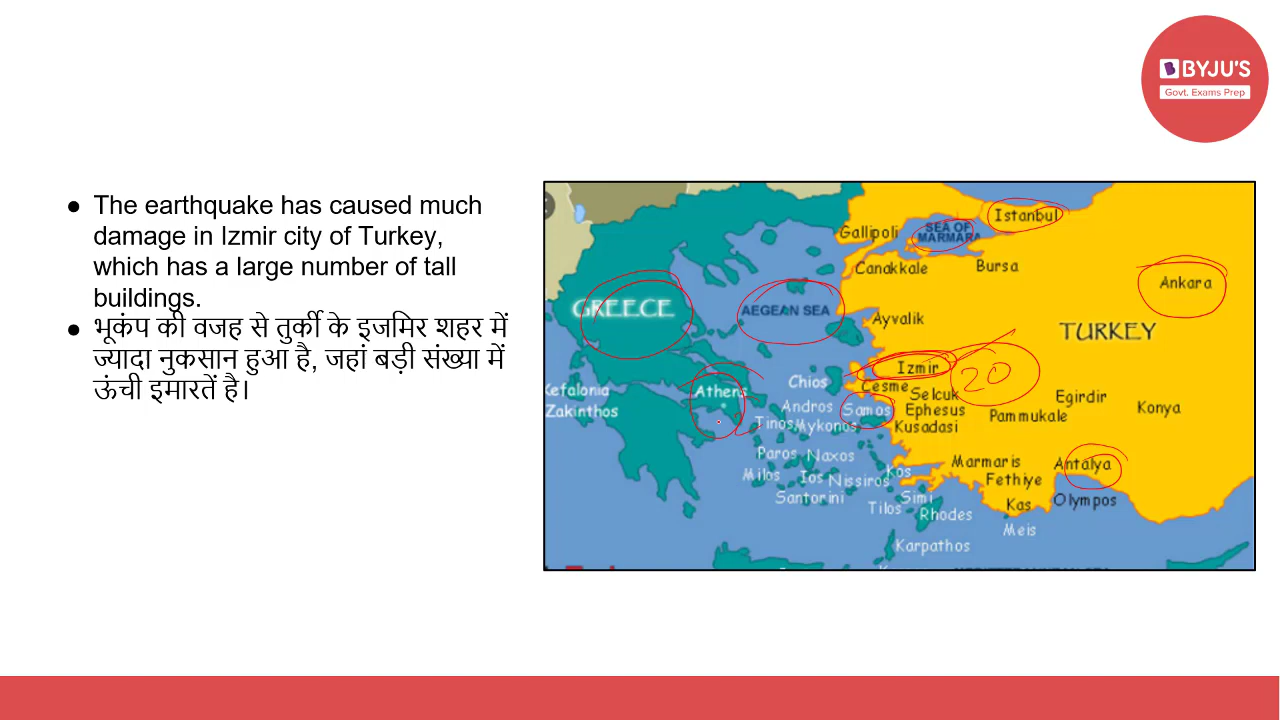 BYJU'S
Govt. Exams Prep
● The earthquake has caused much
damage in Izmir city of Turkey,
which has a large number of tall
buildings.
● भूकंप की वजह से तुर्की के इजमिर शहर में
ज्यादा नुकसान हुआ है, जहां बड़ी संख्या में
ऊंची इमारतें है।
Istanbul
Gallipoli
SEA OF
MARMARA
Canakkale
Bursa
Ankara
GREECE
AEGEAN SEA
Ayvalik
TURKEY
Izmir
20
Chios
Cesme
Athens
Selcuk
Kefalonia
Zakinthos
Andros
Samos
Ephesus
Pammukale
Egirdir
Konya
Tinos
Mykonos
Kusadasi
Paros
Naxos
Marmaris
Antalya
Milos
Ios
Nissiros
Kos
Fethiye
Santorini
Simi
Kas
Olympos
Tilos
Rhodes
Meis
Karpathos